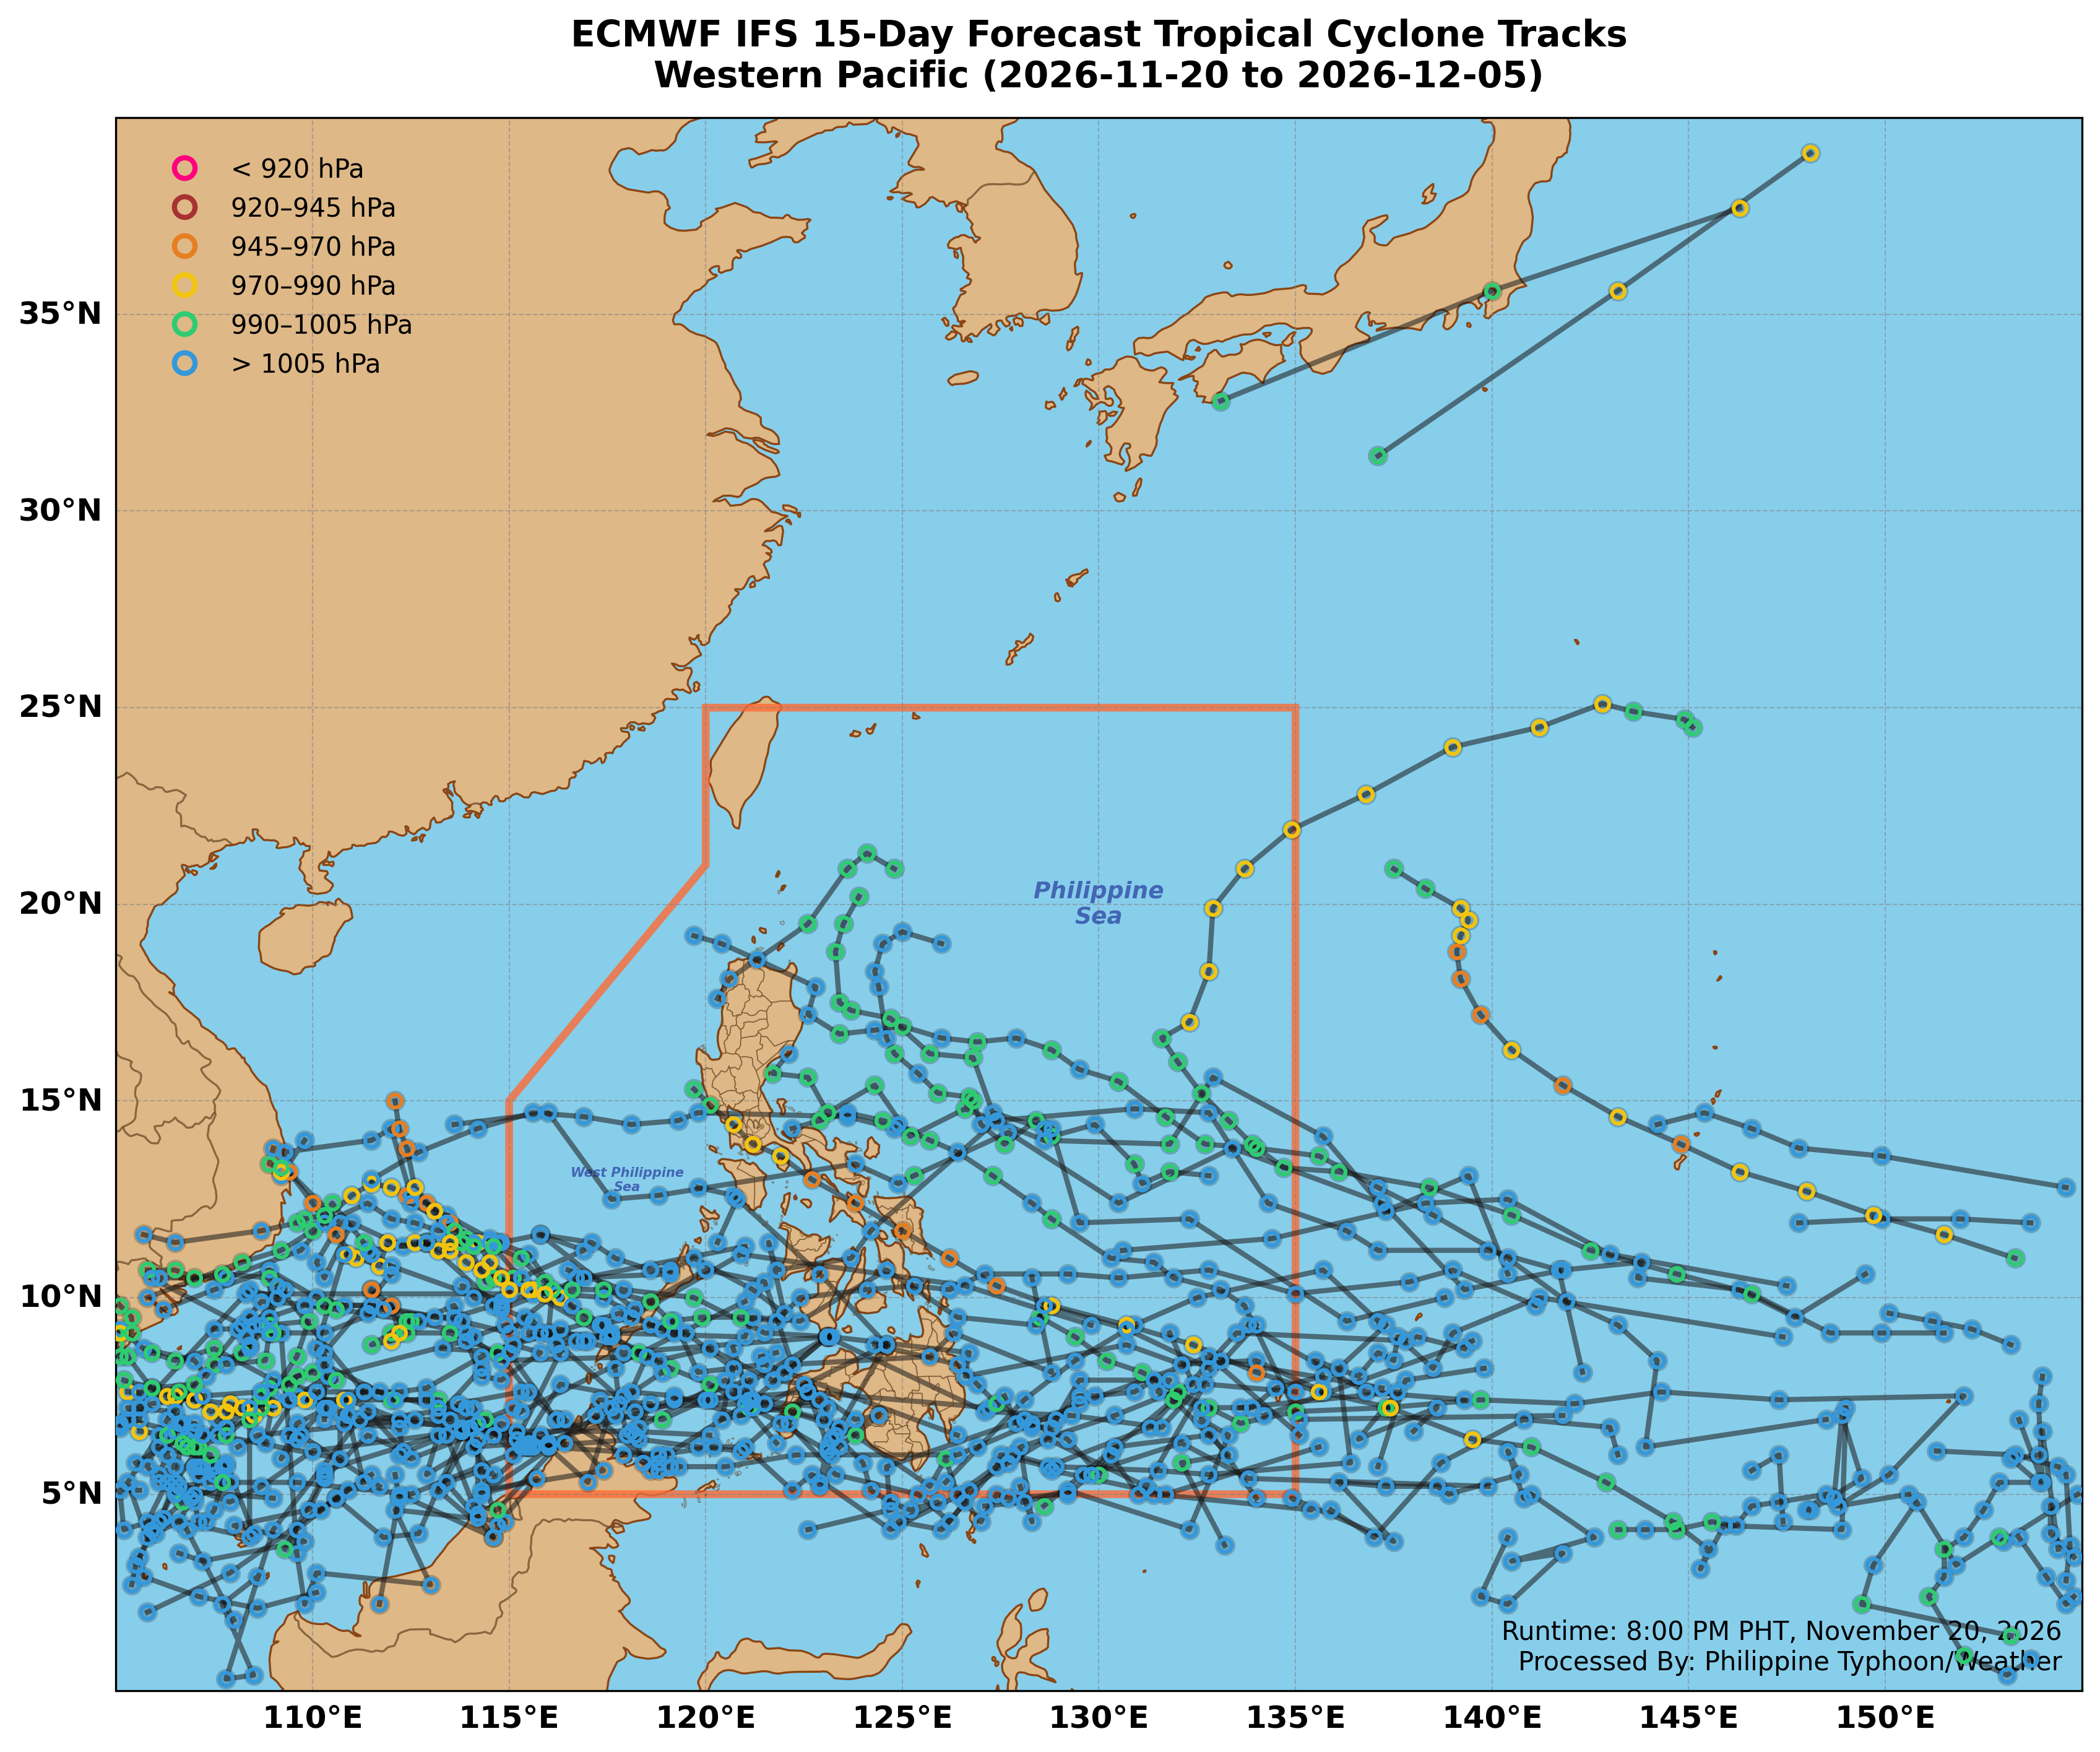 ECMWF IFS 15-Day Forecast Tropical Cyclone Tracks
Western Pacific (2026-11-20 to 2026-12-05)
< 920 hPa
920–945 hPa
945–970 hPa
970–990 hPa
990–1005 hPa
> 1005 hPa
35°N
30°N
25°N
20°N
15°N
10°N
5°N
Philippine
Sea
West Philippine
Sea
Runtime: 8:00 PM PHT, November 20, 2026
Processed By: Philippine Typhoon/Weather
110°E
115°E
120°E
125°E
130°E
135°E
140°E
145°E
150°E